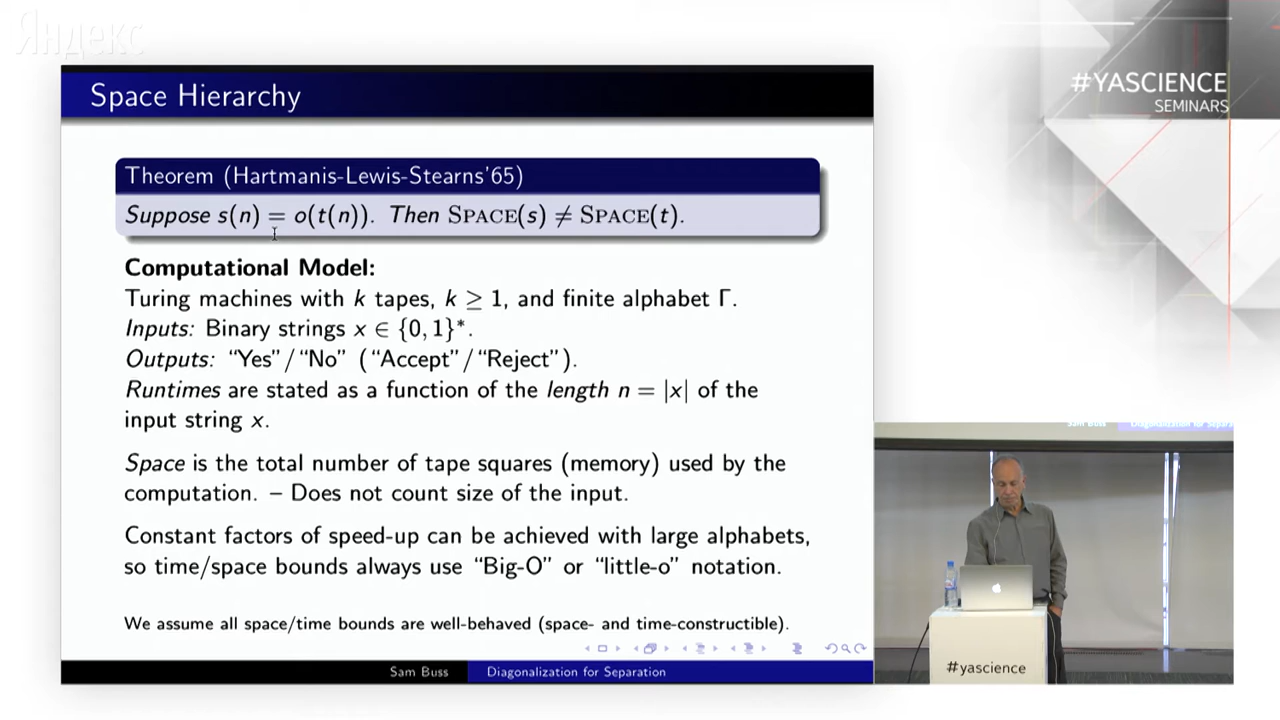 Яндекс
#YASCIENCE
SEMINARS
Space Hierarchy
Theorem (Hartmanis-Lewis-Stearns'65)
Suppose s(n) = o(t(n)). Then SPACE(s) ≠ SPACE(t).
Computational Model:
Turing machines with k tapes, k ≥ 1, and finite alphabet Γ.
Inputs: Binary strings x ∈ {0, 1}*.
Outputs: “Yes”/“No” (“Accept”/“Reject”).
Runtimes are stated as a function of the length n = |x| of the
input string x.
Space is the total number of tape squares (memory) used by the
computation. – Does not count size of the input.
Constant factors of speed-up can be achieved with large alphabets,
so time/space bounds always use “Big-O” or “little-o” notation.
We assume all space/time bounds are well-behaved (space- and time-constructible).
Sam Buss Diagonalization for Separation
Sam Buss Diagonalization for Separa
#yascience